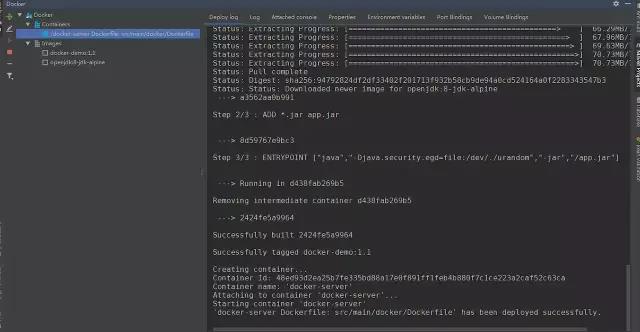 Docker
Docker
Containers
/docker-server Dockerfile: src/main/docker/Dockerfile
Images
docker-demo:1.1
openjdk:8-jdk-alpine
Deploy log
Log
Attached console
Properties
Environment variables
Port Bindings
Volume Bindings
Status: Extracting Progress: [> ] 66.29MB
Status: Extracting Progress: [> ] 67.96MB
Status: Extracting Progress: [> ] 69.63MB
Status: Extracting Progress: [>] 70.73MB
Status: Extracting Progress: [>] 70.73MB
Status: Pull complete
Status: Digest: sha256:94792824df2df33402f201713f932b58cb9de94a0cd524164a0f2283343547b3
Status: Status: Downloaded newer image for openjdk:8-jdk-alpine
---> a3562aa0b991
Step 2/3 : ADD *.jar app.jar
---> 8d59767e9bc3
Step 3/3 : ENTRYPOINT ["java","-Djava.security.egd=file:/dev/./urandom","-jar","/app.jar"]
---> Running in d438fab269b5
Removing intermediate container d438fab269b5
---> 2424fe5a9964
Successfully built 2424fe5a9964
Successfully tagged docker-demo:1.1
Creating container...
Container Id: 48ed93d2ea25b7fe335bd88a17e0f891ff1feb4b880f7c1ce223a2caf52c63ca
Container name: 'docker-server'
Attaching to container 'docker-server'...
Starting container 'docker-server'
'docker-server Dockerfile: src/main/docker/Dockerfile' has been deployed successfully.